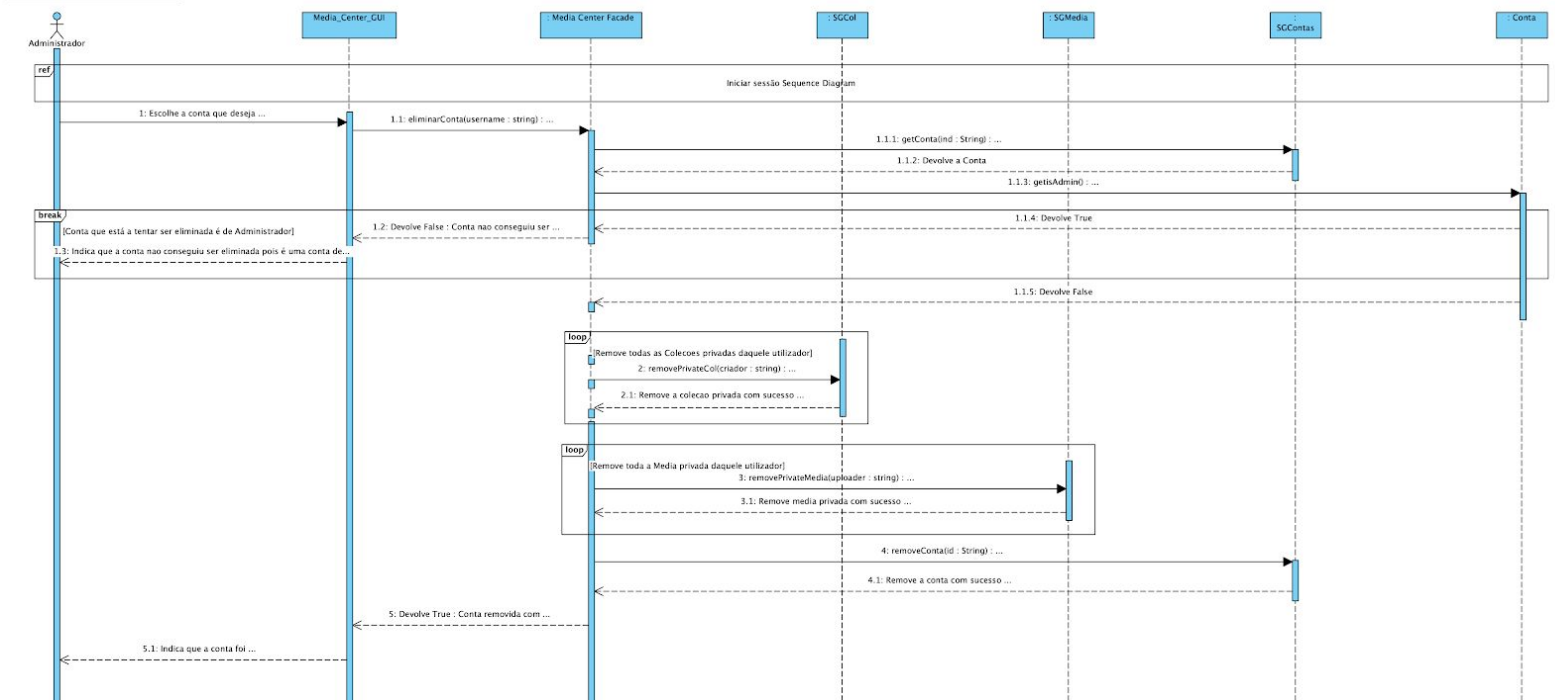 Media_Center_GUI
: Media Center Facade
: SGCol
: SGMedia
:
SGContas
: Conta
Administrador
ref
Iniciar sessão Sequence Diagram
1: Escolhe a conta que deseja ...
1.1: eliminarConta(username : string) : ...
1.1.1: getConta(ind : String) : ...
1.1.2: Devolve a Conta
1.1.3: getisAdmin() : ...
break
[Conta que está a tentar ser eliminada é de Administrador]
1.1.4: Devolve True
1.2: Devolve False : Conta nao conseguiu ser ...
1.3: Indica que a conta nao conseguiu ser eliminada pois é uma conta de...
1.1.5: Devolve False
loop
[Remove todas as Colecoes privadas daquele utilizador]
2: removePrivateCol(criador : string) : ...
2.1: Remove a colecao privada com sucesso ...
loop
[Remove toda a Media privada daquele utilizador]
3: removePrivateMedia(uploader : string) : ...
3.1: Remove media privada com sucesso ...
4: removeConta(id : String) : ...
4.1: Remove a conta com sucesso ...
5: Devolve True : Conta removida com ...
5.1: Indica que a conta foi ...